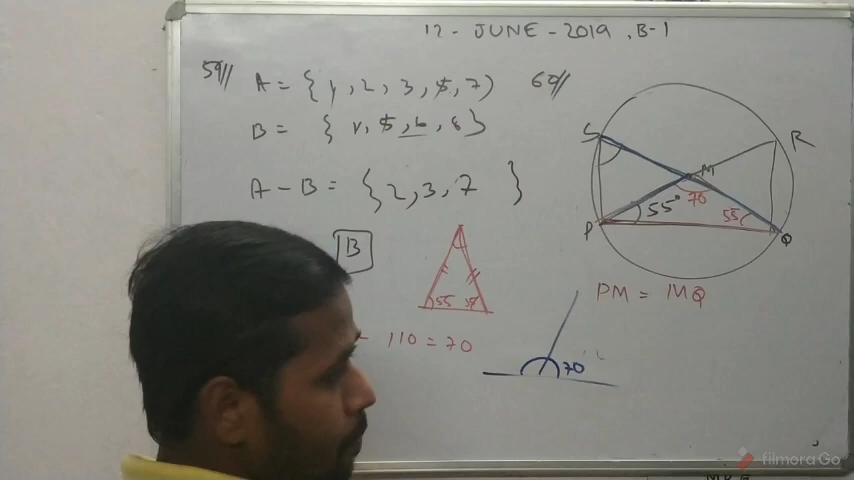 12 - JUNE - 2019, B-1
59//
A = { 1, 2, 3, 5, 7 }
B = { 1, 5, 6, 8 }
A - B = { 2, 3, 7 }
B
55
- 110 = 70
60//
S
R
M
70
55°
55
P
Q
PM = MQ
70
filmora Go